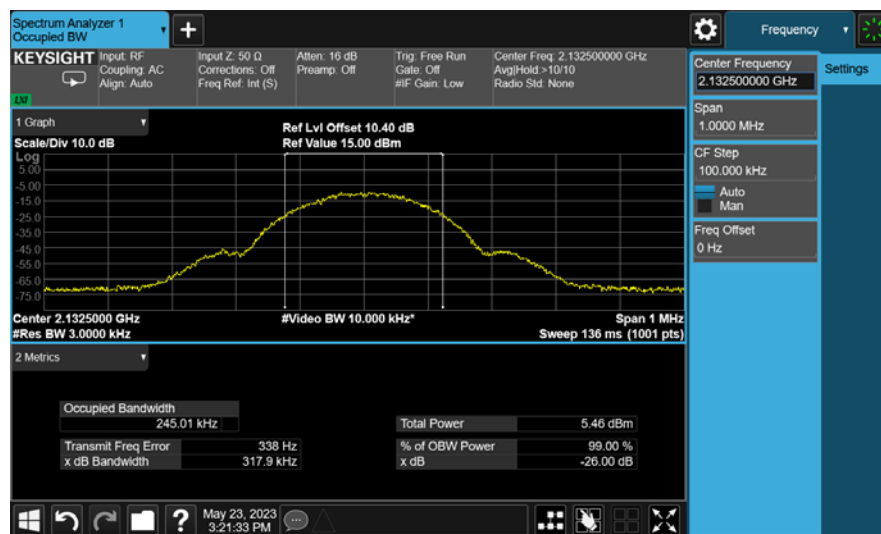 Spectrum Analyzer 1
Occupied BW
Frequency
KEYSIGHT
Input: RF
Coupling: AC
Align: Auto
Input Z: 50 Ω
Corrections: Off
Freq Ref: Int (S)
Atten: 16 dB
Preamp: Off
Trig: Free Run
Gate: Off
#IF Gain: Low
Center Freq: 2.132500000 GHz
Avg|Hold:>10/10
Radio Std: None
LXI
1 Graph
Scale/Div 10.0 dB
Ref Lvl Offset 10.40 dB
Ref Value 15.00 dBm
Log
5.00
-5.00
-15.0
-25.0
-35.0
-45.0
-55.0
-65.0
-75.0
Center 2.1325000 GHz
#Video BW 10.000 kHz*
Span 1 MHz
#Res BW 3.0000 kHz
Sweep 136 ms (1001 pts)
2 Metrics
Occupied Bandwidth
245.01 kHz
Total Power 5.46 dBm
Transmit Freq Error 338 Hz
% of OBW Power 99.00 %
x dB Bandwidth 317.9 kHz
x dB -26.00 dB
May 23, 2023
3:21:33 PM
Center Frequency
2.132500000 GHz
Settings
Span
1.0000 MHz
CF Step
100.000 kHz
Auto
Man
Freq Offset
0 Hz